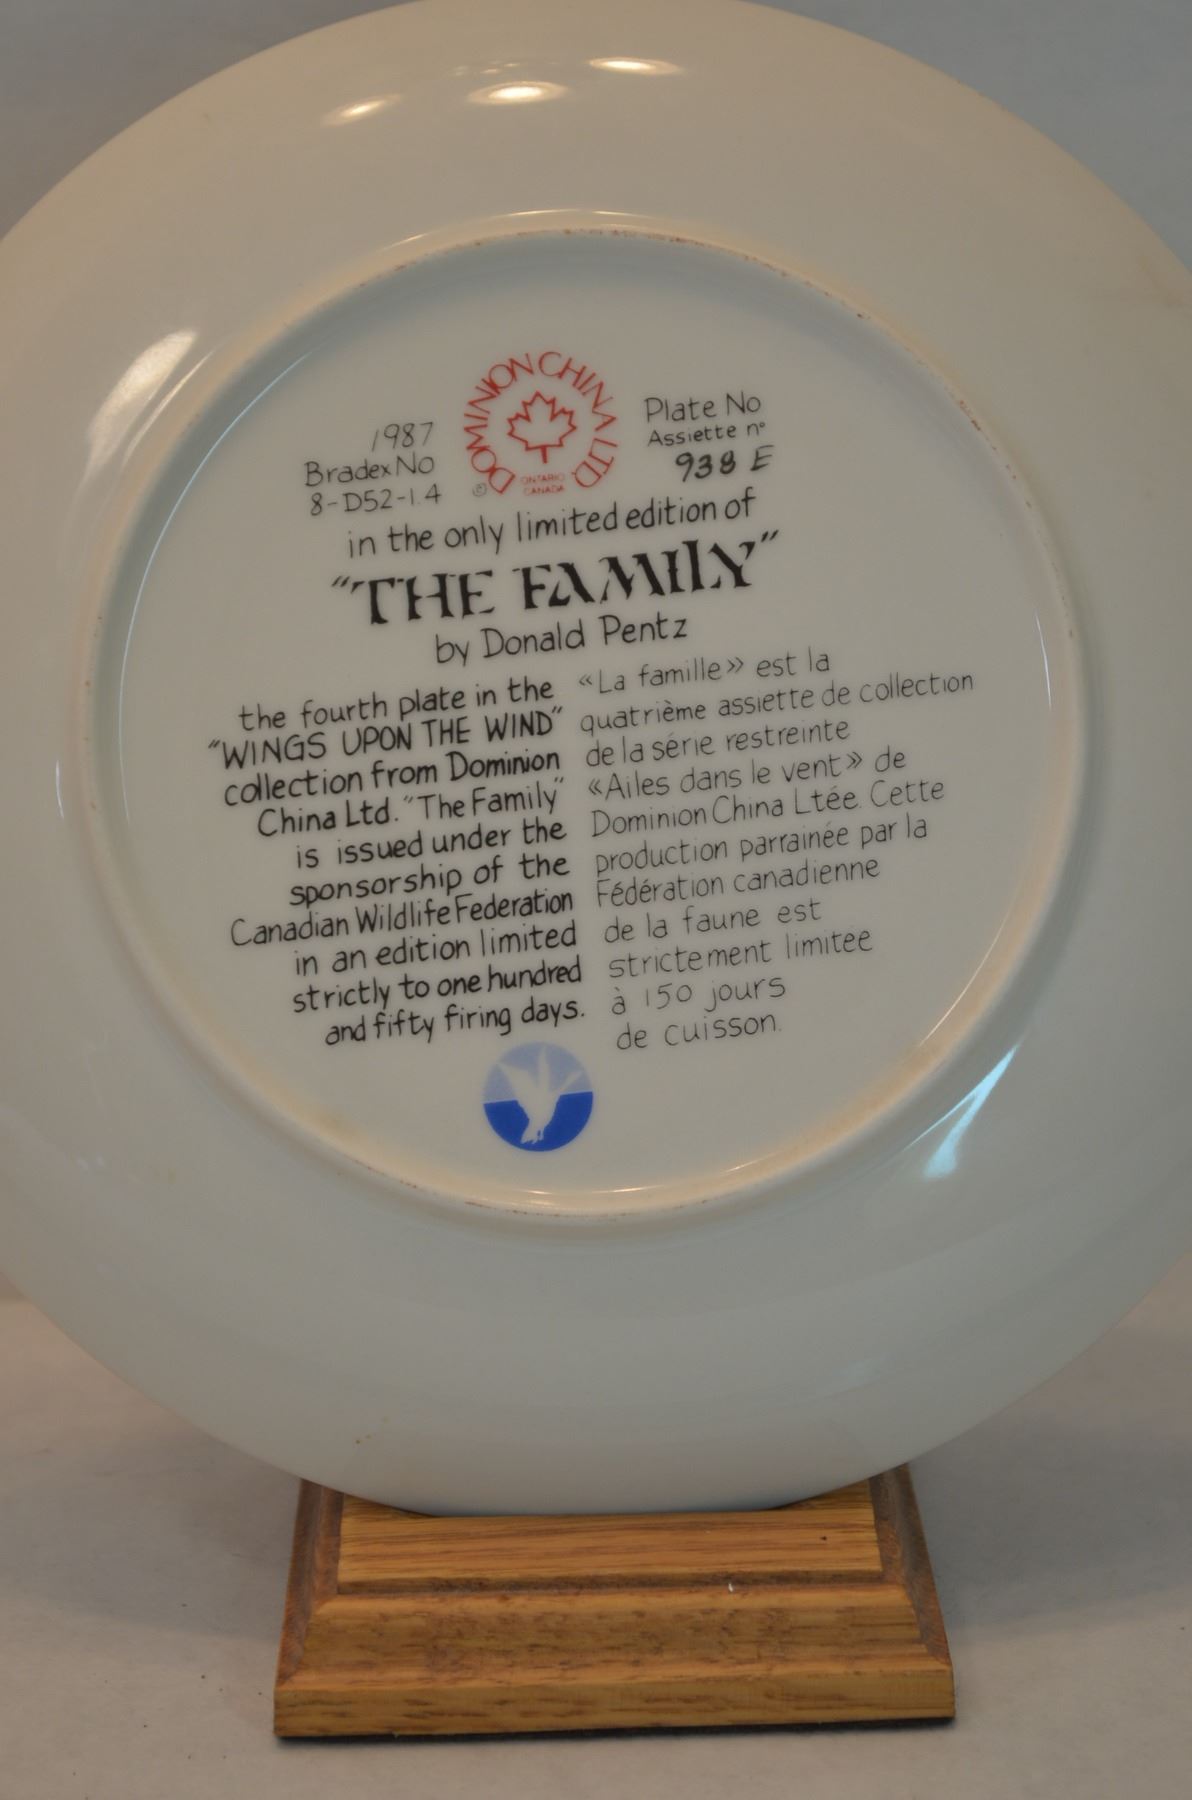 DOMINION CHINA LTD
© ONTARIO
CANADA
1987
Bradex No
8-D52-1.4
Plate No
Assiette nº
938 E
in the only limited edition of
"THE FAMILY"
by Donald Pentz
the fourth plate in the
"WINGS UPON THE WIND"
collection from Dominion
China Ltd. "The Family"
is issued under the
sponsorship of the
Canadian Wildlife Federation
in an edition limited
strictly to one hundred
and fifty firing days.
«La famille» est la
quatrième assiette de collection
de la série restreinte
«Ailes dans le vent» de
Dominion China Ltée. Cette
production parrainée par la
Fédération canadienne
de la faune est
strictement limitée
à 150 jours
de cuisson.